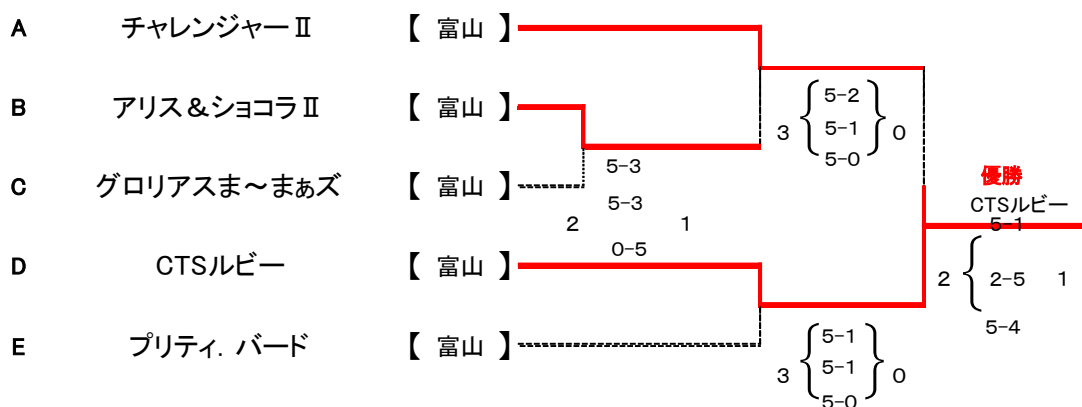 A チャレンジャーⅡ 【 富山 】
5-2
B アリス&ショコラⅡ 【 富山 】
3 5-1 0
5-0
5-3
優勝
C グロリアスま～まぁズ 【 富山 】
5-3
CTSルビー
2 1
5-1
0-5
D CTSルビー 【 富山 】
2 2-5 1
5-4
E プリティ. バード 【 富山 】
5-1
3 5-1 0
5-0